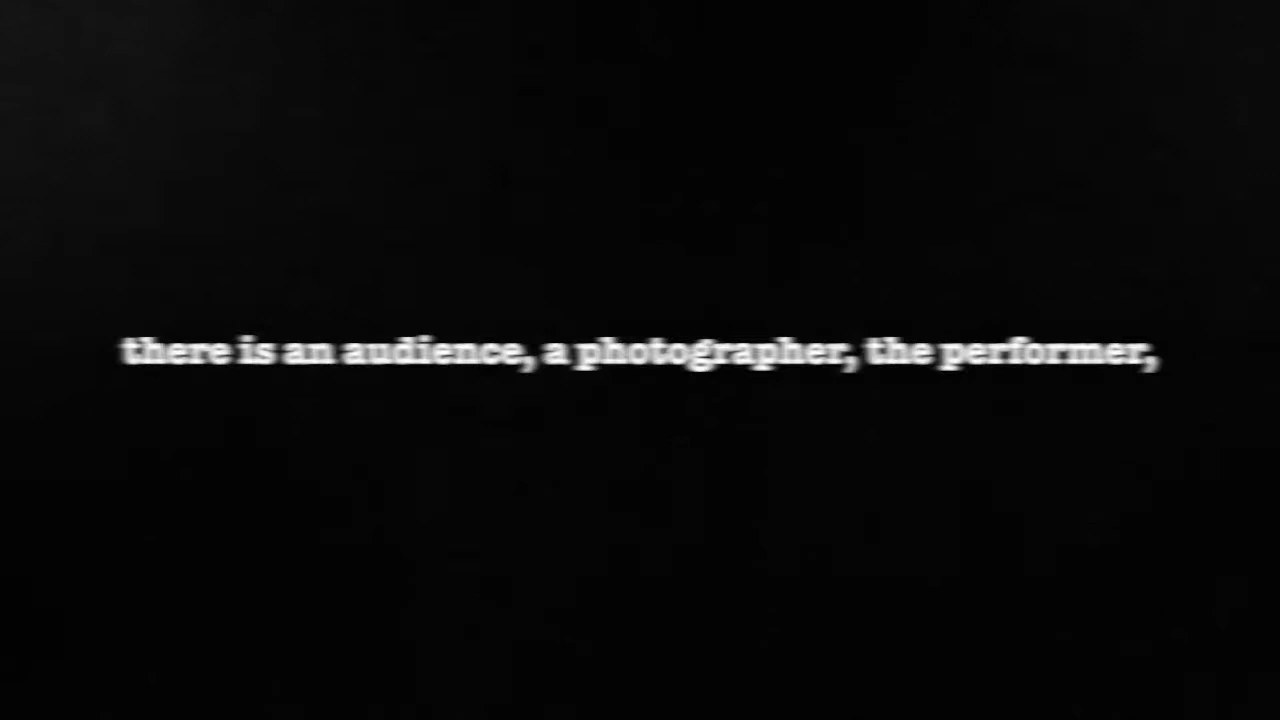 there is an audience, a photographer, the performer,